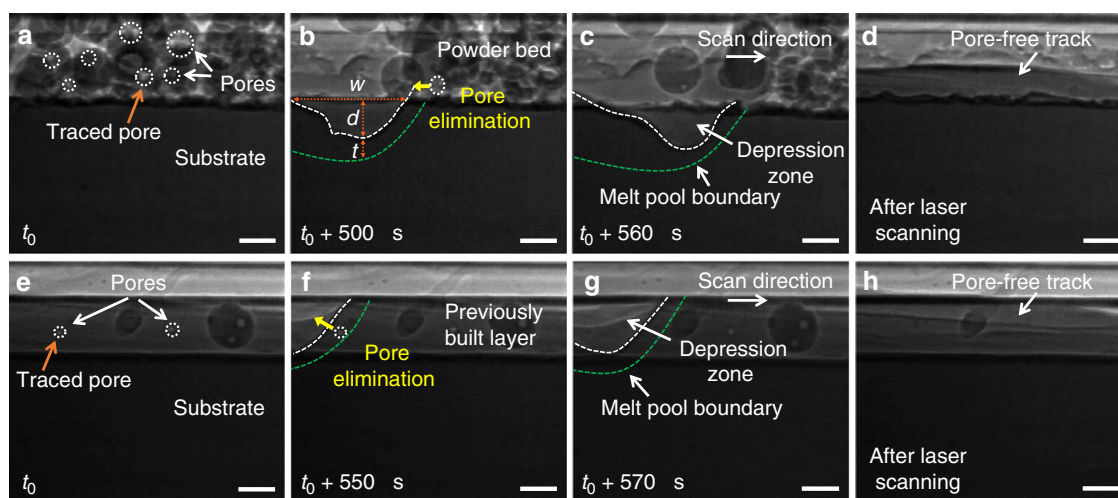 a
Pores
Traced pore
Substrate
t0
b
Powder bed
w
d
t
Pore
elimination
t0 + 500 s
c
Scan direction
Depression
zone
Melt pool boundary
t0 + 560 s
d
Pore-free track
After laser
scanning
e
Pores
Traced pore
Substrate
t0
f
Previously
built layer
Pore
elimination
t0 + 550 s
g
Scan direction
Depression
zone
Melt pool boundary
t0 + 570 s
h
Pore-free track
After laser
scanning